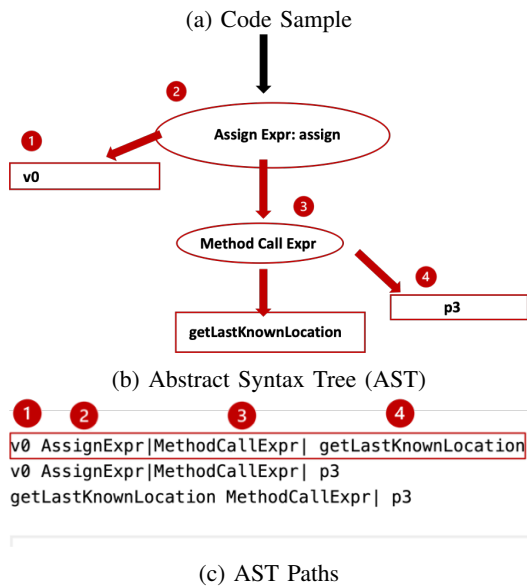 (a) Code Sample
2
Assign Expr: assign
1
v0
3
Method Call Expr
4
p3
getLastKnownLocation
(b) Abstract Syntax Tree (AST)
1 2 3 4
v0 AssignExpr|MethodCallExpr| getLastKnownLocation
v0 AssignExpr|MethodCallExpr| p3
getLastKnownLocation MethodCallExpr| p3
(c) AST Paths